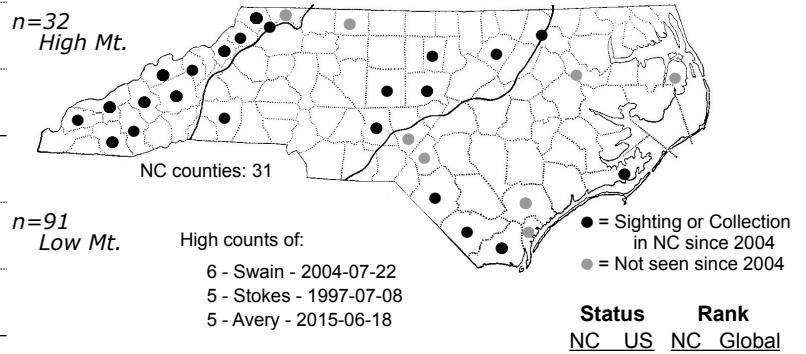 n=32
High Mt.
NC counties: 31
n=91
Low Mt.
High counts of:
6 - Swain - 2004-07-22
5 - Stokes - 1997-07-08
5 - Avery - 2015-06-18
= Sighting or Collection
in NC since 2004
= Not seen since 2004
Status Rank
NC US NC Global